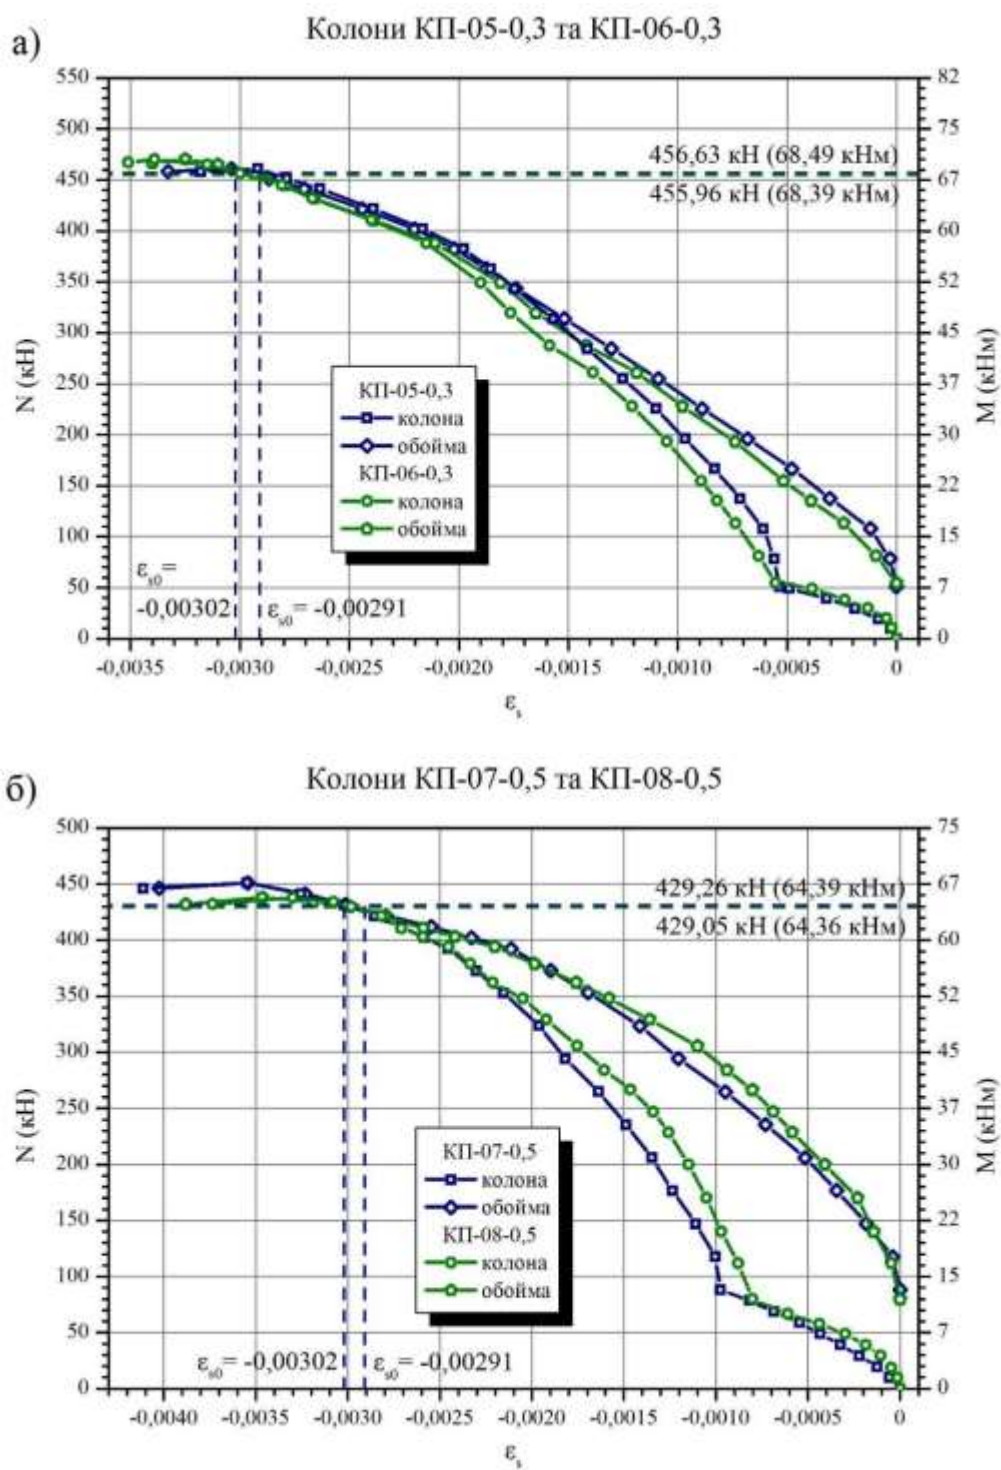 а)
Колони КП-05-0,3 та КП-06-0,3
550
500
450
400
350
300
250
200
150
100
50
0
N (кН)
82
75
67
60
52
45
37
30
22
15
7
0
М (кНм)
456,63 кН (68,49 кНм)
455,96 кН (68,39 кНм)
КП-05-0,3
колона
обойма
КП-06-0,3
колона
обойма
εs0=
-0,00302
εs0= -0,00291
-0,0035 -0,0030 -0,0025 -0,0020 -0,0015 -0,0010 -0,0005 0
εs
б)
Колони КП-07-0,5 та КП-08-0,5
500
450
400
350
300
250
200
150
100
50
0
N (кН)
75
67
60
52
45
37
30
22
15
7
0
М (кНм)
429,26 кН (64,39 кНм)
429,05 кН (64,36 кНм)
КП-07-0,5
колона
обойма
КП-08-0,5
колона
обойма
εs0= -0,00302
εs0= -0,00291
-0,0040 -0,0035 -0,0030 -0,0025 -0,0020 -0,0015 -0,0010 -0,0005 0
εs